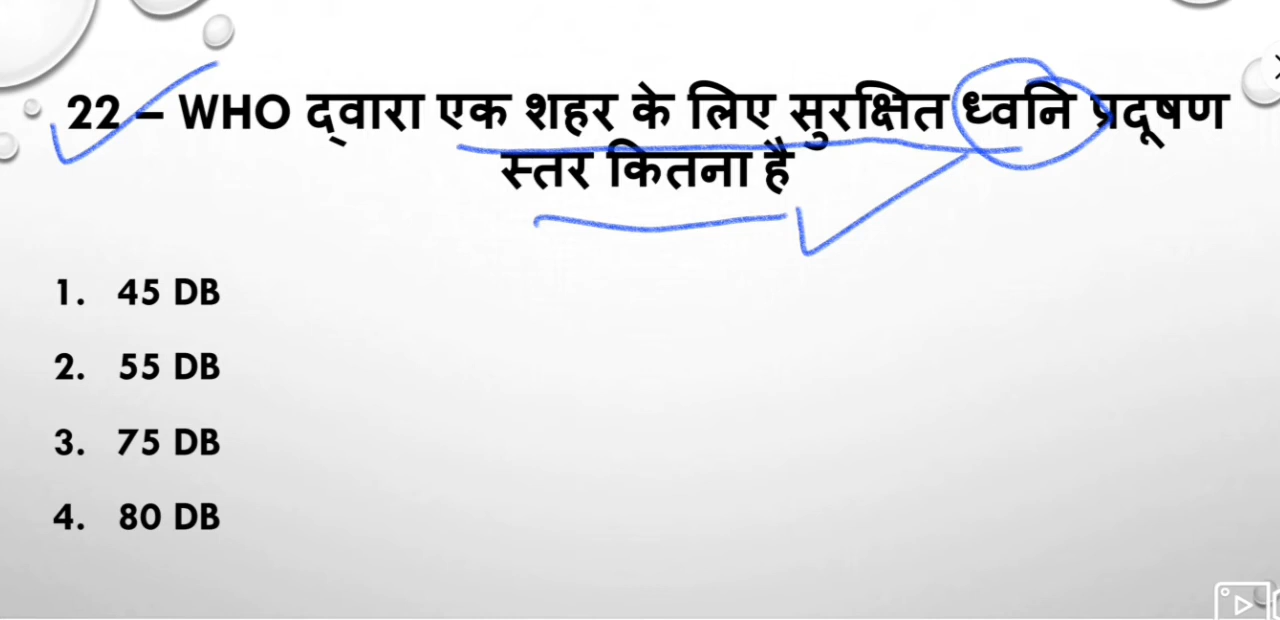 22 – WHO द्वारा एक शहर के लिए सुरक्षित ध्वनि प्रदूषण
स्तर कितना है
1. 45 DB
2. 55 DB
3. 75 DB
4. 80 DB